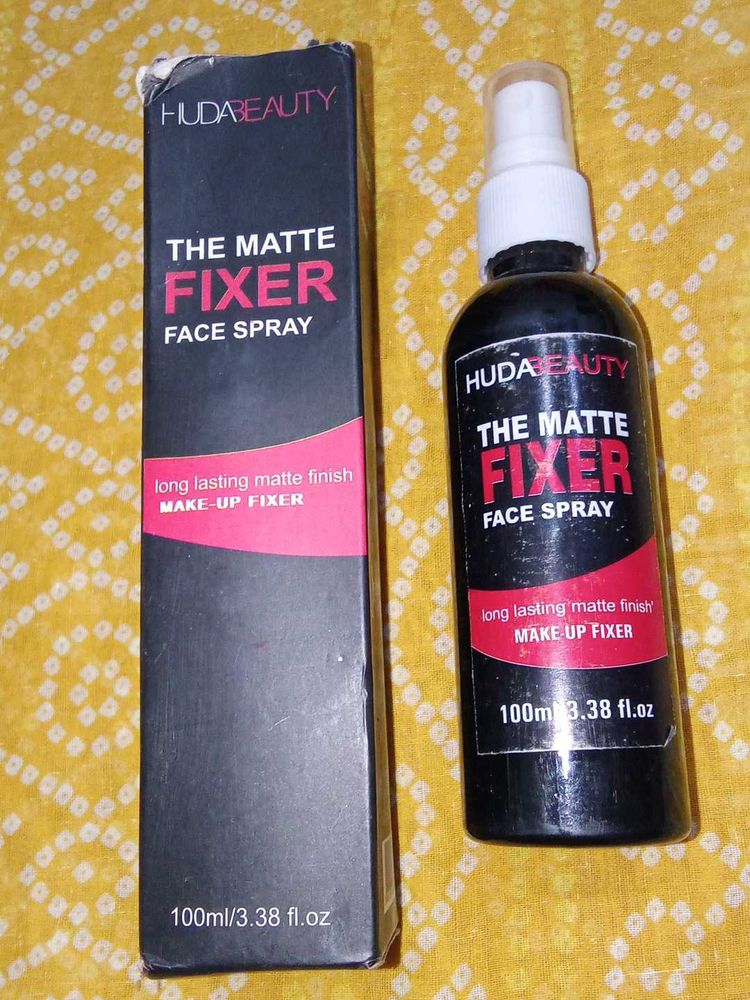 HUDABEAUTY
THE MATTE
FIXER
FACE SPRAY
long lasting matte finish
MAKE-UP FIXER
100ml/3.38 fl.oz
HUDABEAUTY
THE MATTE
FIXER
FACE SPRAY
long lasting matte finish'
MAKE-UP FIXER
100ml/3.38 fl.oz